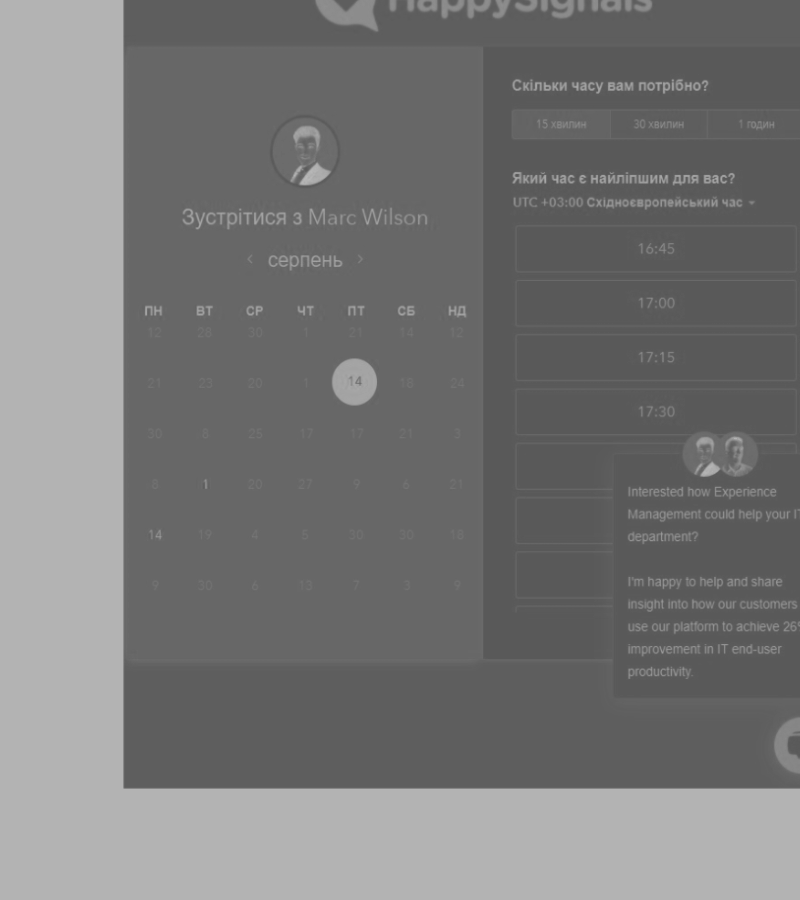 HappySignals
Зустрітися з Marc Wilson
‹ серпень ›
ПН ВТ СР ЧТ ПТ СБ НД
12 28 30 1 21 14 12
21 23 20 1 14 18 24
30 8 25 17 17 21 3
8 1 20 27 9 6 21
14 19 4 30 30 18
9 30 6 13 7 3 9
Скільки часу вам потрібно?
15 хвилин 30 хвилин 1 годин
Який час є найліпшим для вас?
UTC +03:00 Східноєвропейський час
16:45
17:00
17:15
17:30
Interested how Experience
Management could help your IT
department?
I'm happy to help and share
insight into how our customers
use our platform to achieve 26%
improvement in IT end-user
productivity.